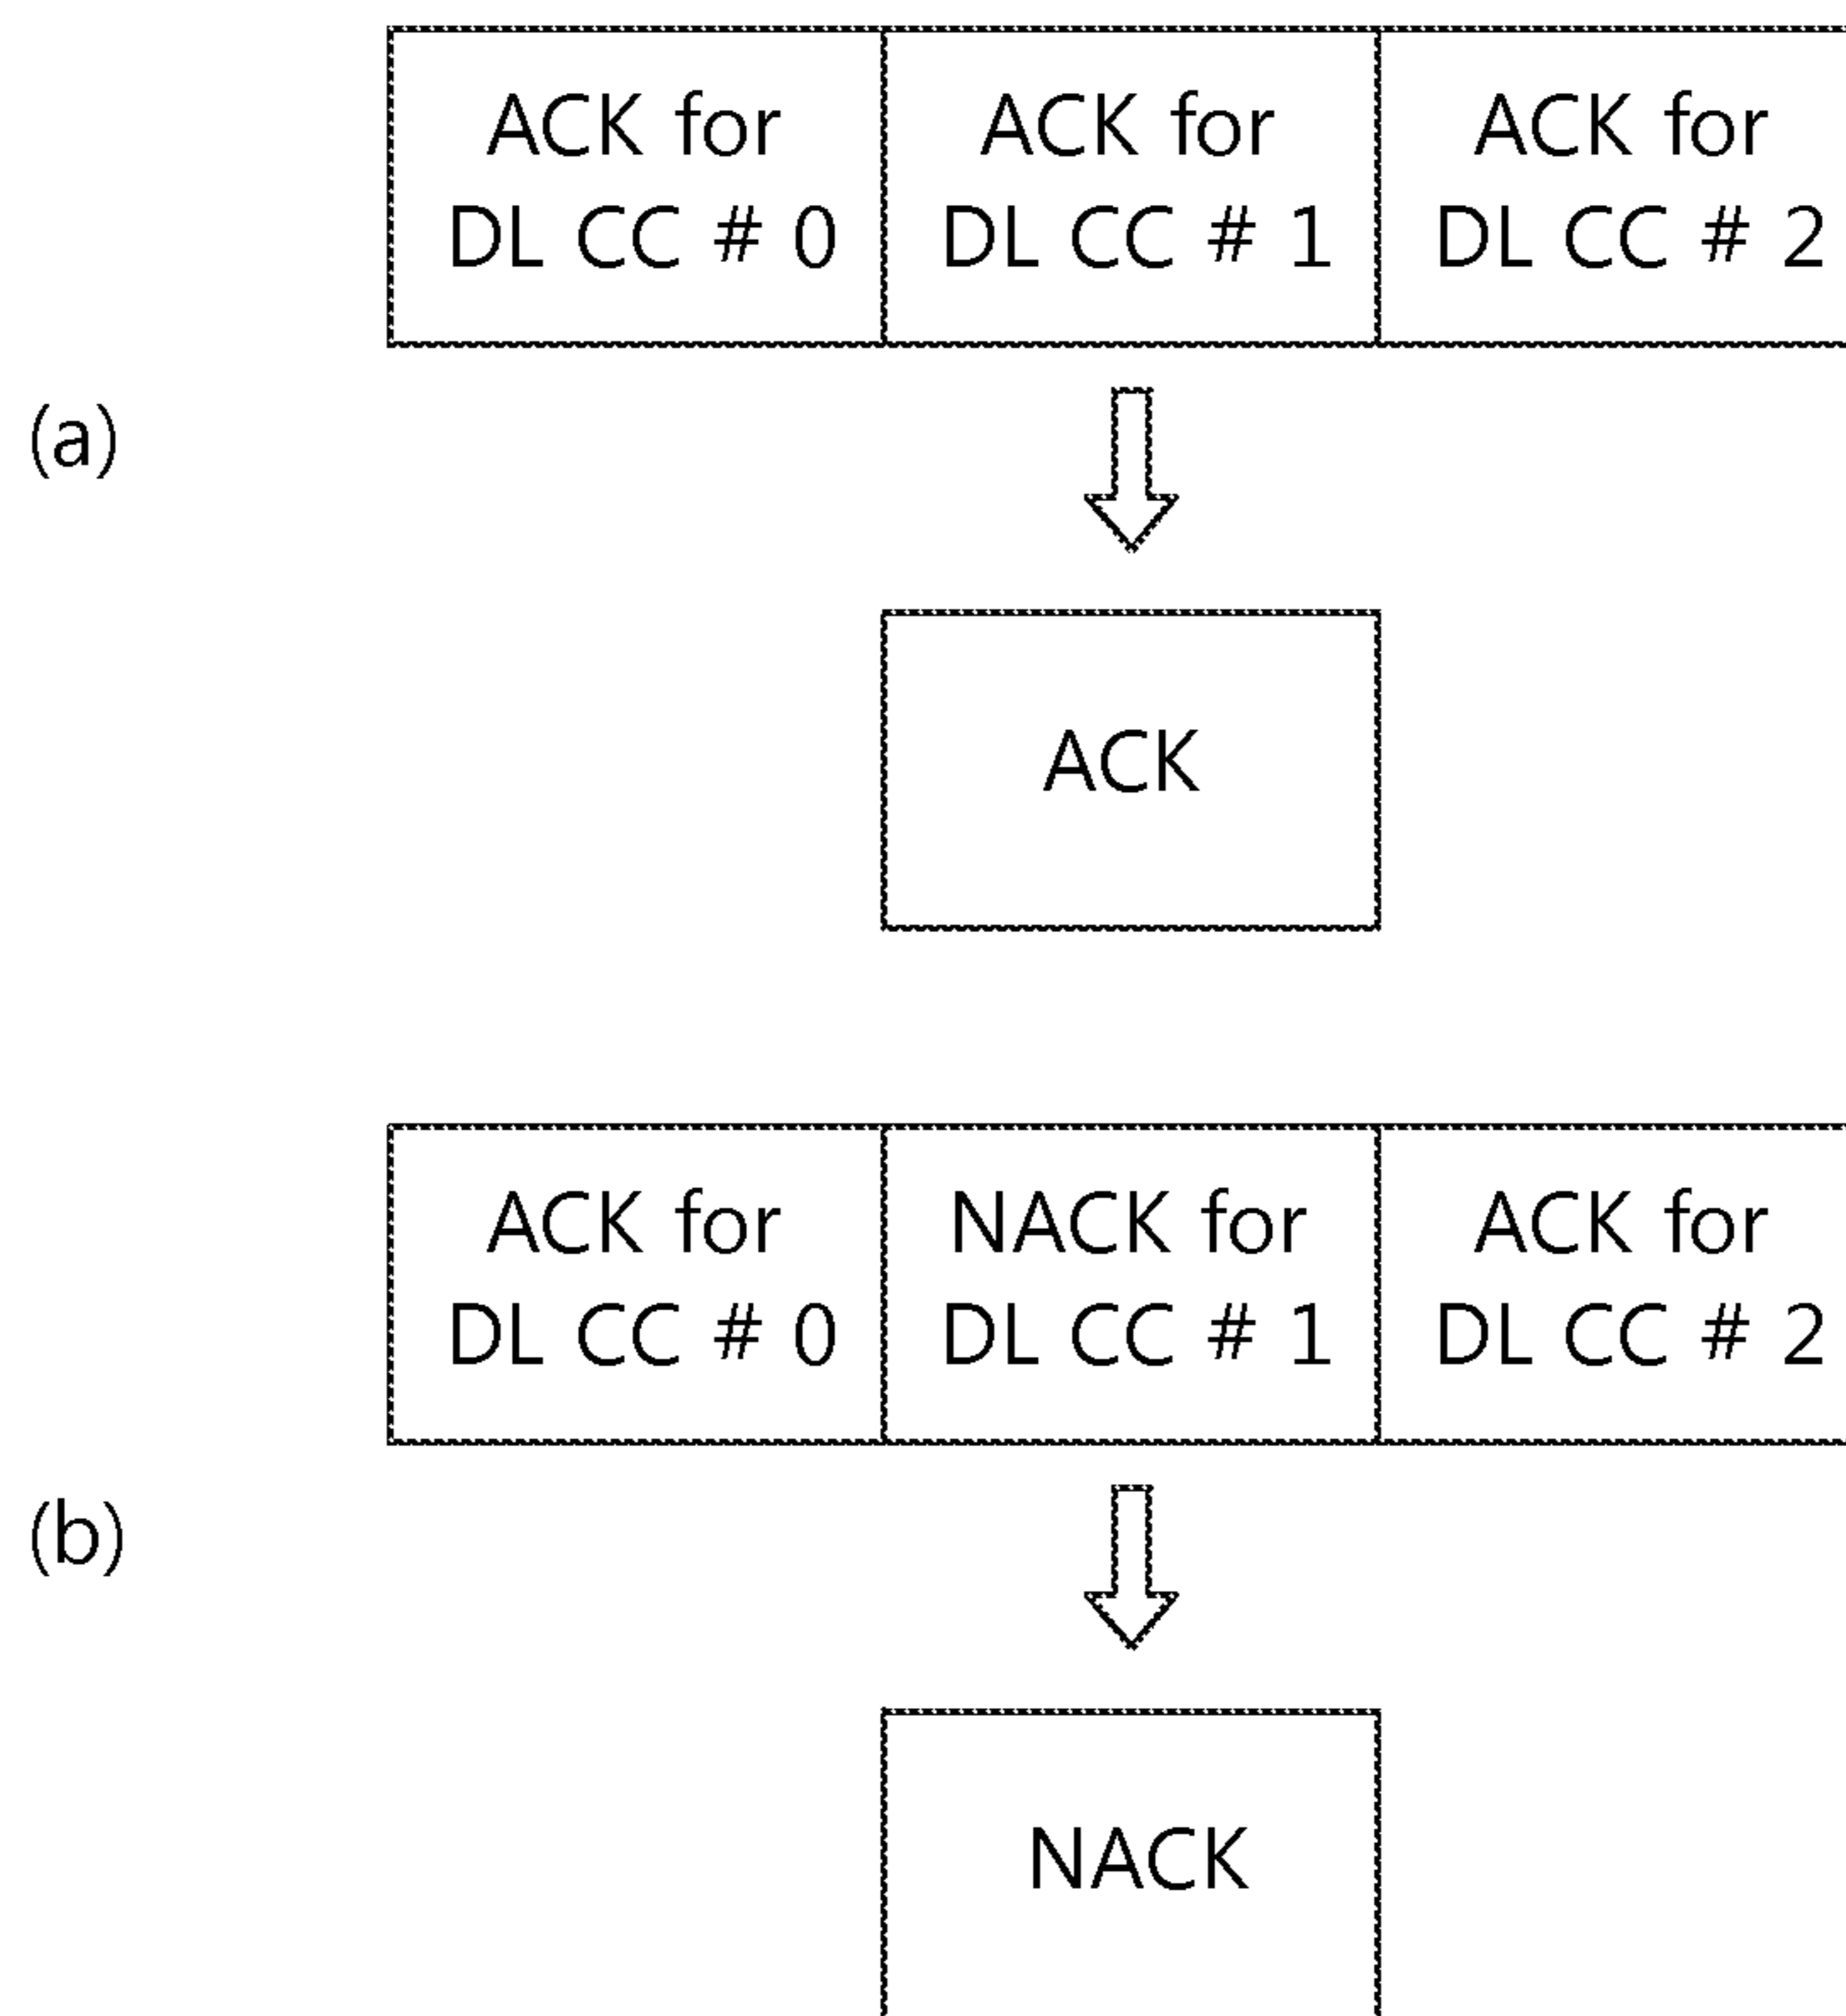 ACK for
DL CC # 0
ACK for
DL CC # 1
ACK for
DL CC # 2
(a)
ACK
ACK for
DL CC # 0
NACK for
DL CC # 1
ACK for
DL CC # 2
(b)
NACK